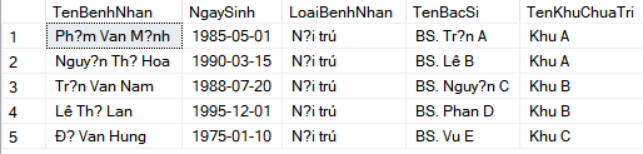 TenBenhNhan NgaySinh LoaiBenhNhan TenBacSi TenKhuChuaTri
1 Ph?m Van M?nh 1985-05-01 N?i trú BS. Tr?n A Khu A
2 Nguy?n Th? Hoa 1990-03-15 N?i trú BS. Lê B Khu A
3 Tr?n Van Nam 1988-07-20 N?i trú BS. Nguy?n C Khu B
4 Lê Th? Lan 1995-12-01 N?i trú BS. Phan D Khu B
5 Đ? Van Hung 1975-01-10 N?i trú BS. Vu E Khu C